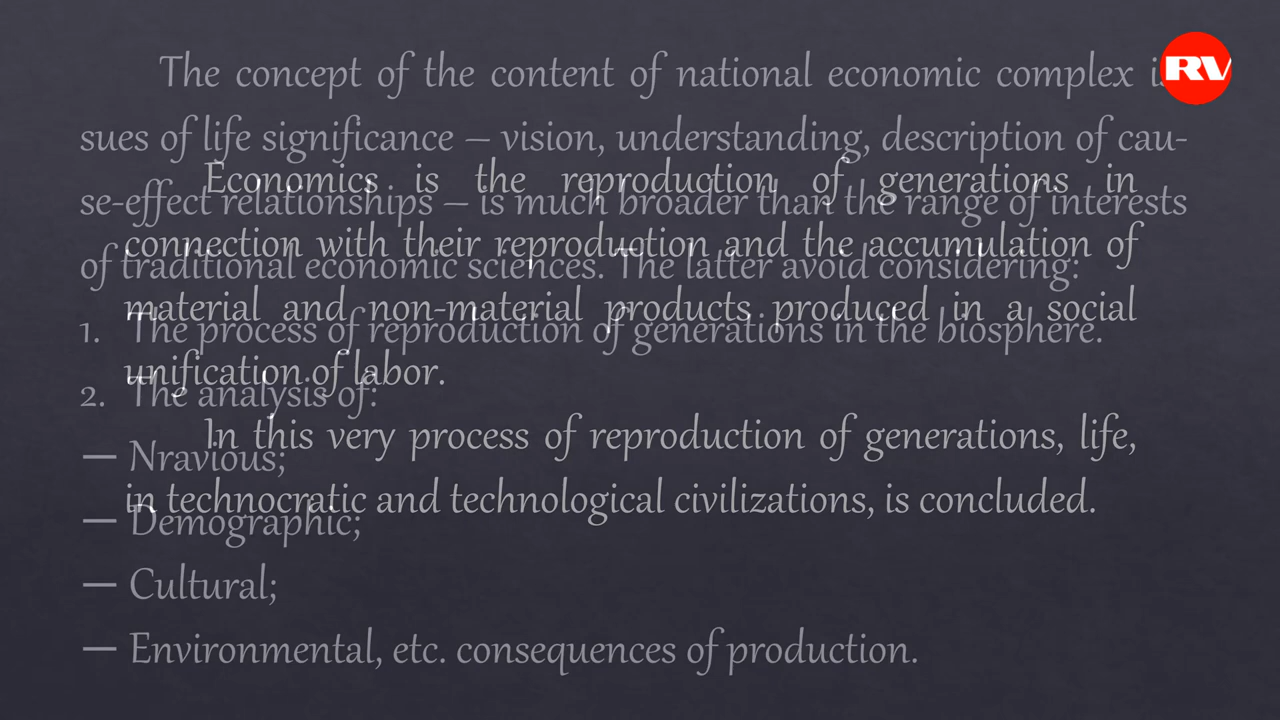 The concept of the content of national economic complex is
sues of life significance – vision, understanding, description of cau-
se-effect relationships – is much broader than the range of interests
of traditional economic sciences. The latter avoid considering:
1. The process of reproduction of generations in the biosphere.
2. The analysis of:
— Nravious;
— Demographic;
— Cultural;
— Environmental, etc. consequences of production.
Economics is the reproduction of generations in
connection with their reproduction and the accumulation of
material and non-material products produced in a social
unification of labor.
In this very process of reproduction of generations, life,
in technocratic and technological civilizations, is concluded.
RV